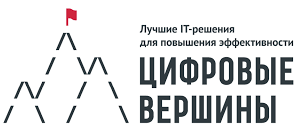 Лучшие IT-решения
для повышения эффективности
ЦИФРОВЫЕ
ВЕРШИНЫ